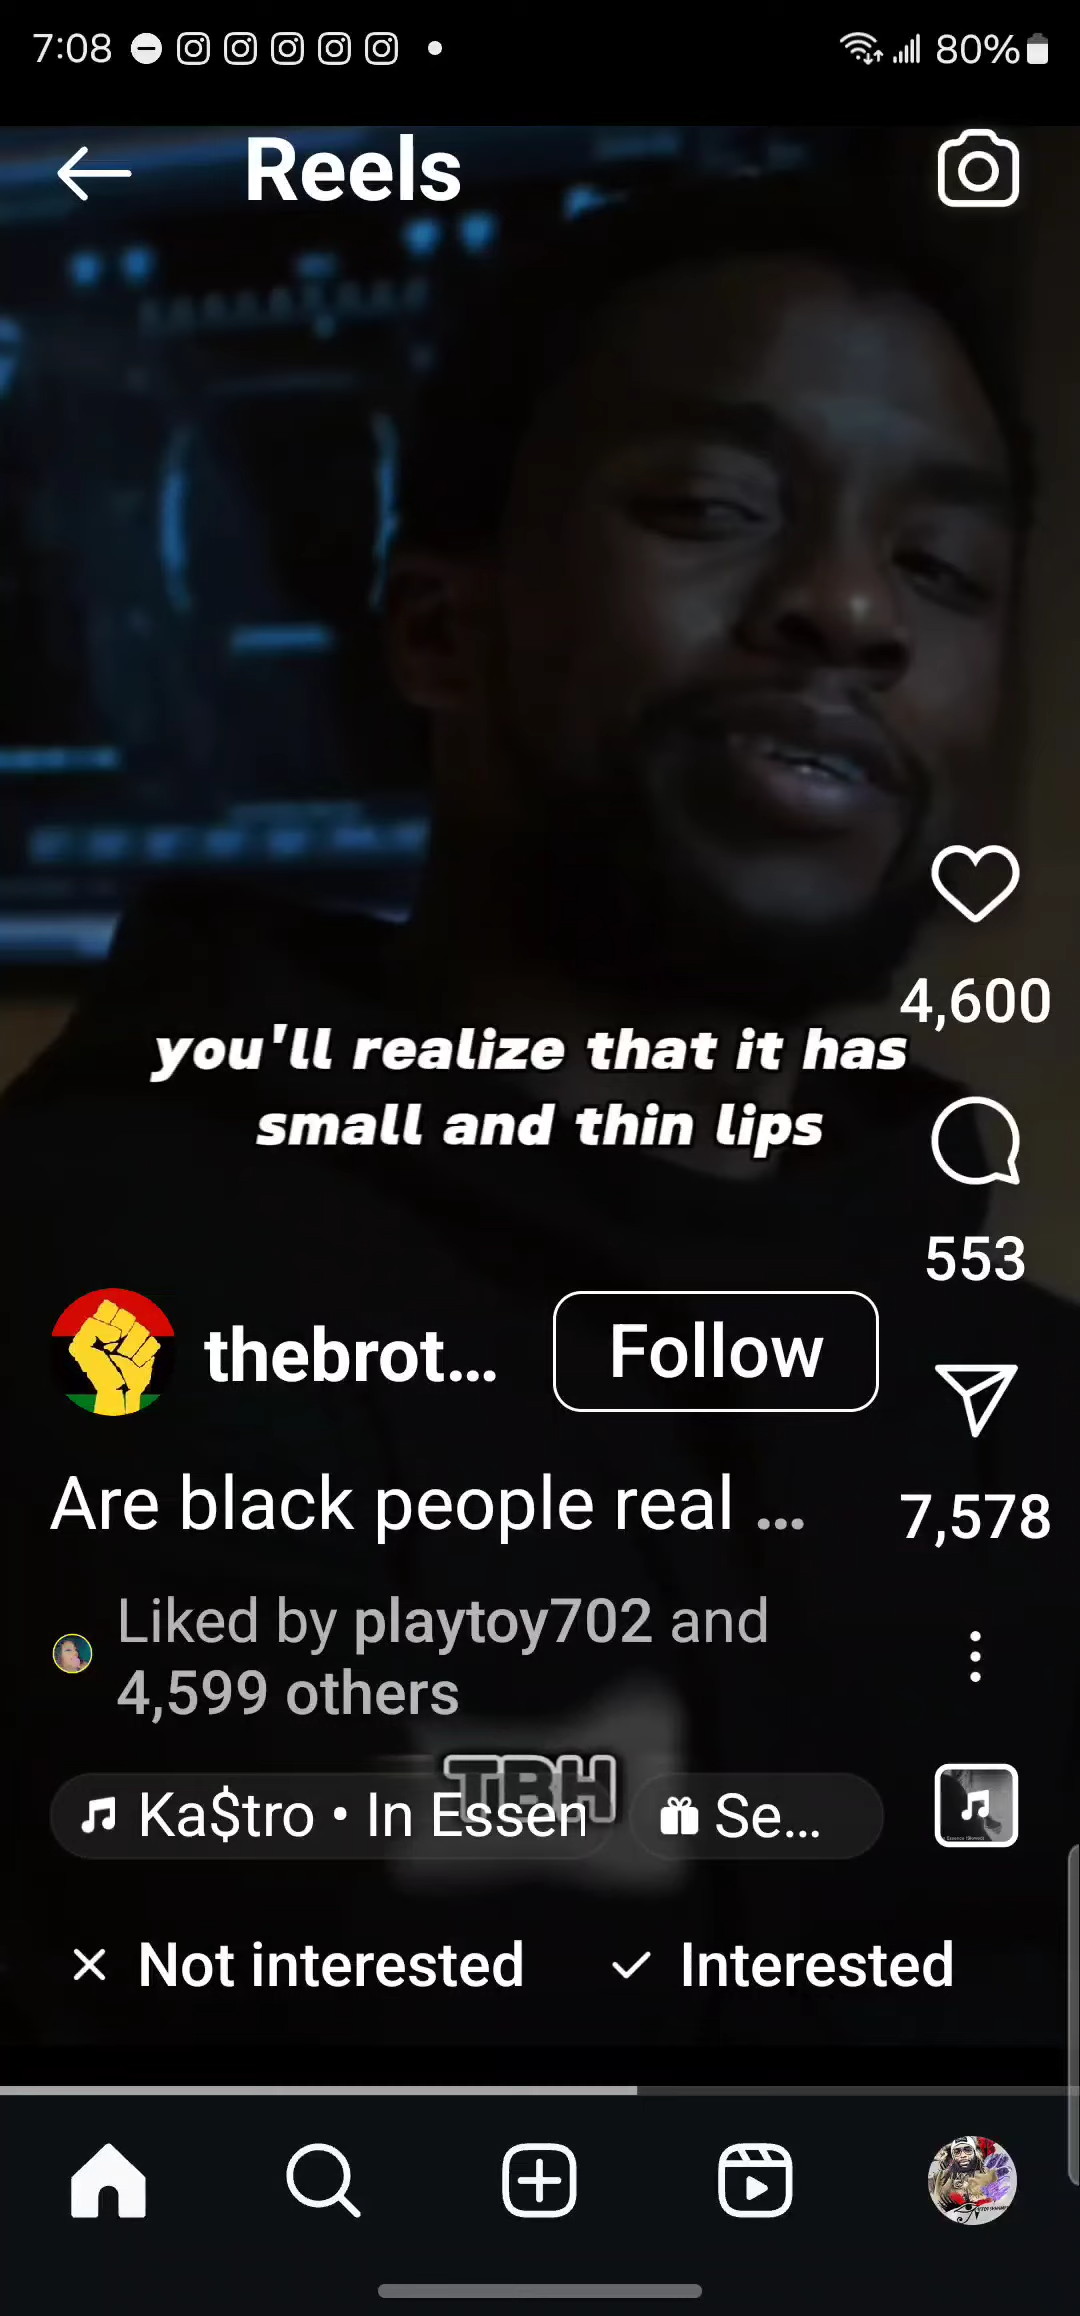 7:08
80%
Reels
4,600
you'll realize that it has
small and thin lips
553
thebrot...
Follow
Are black people real ...
7,578
Liked by playtoy702 and
4,599 others
TBH
Ka$tro • In Essen
Se...
Not interested
Interested